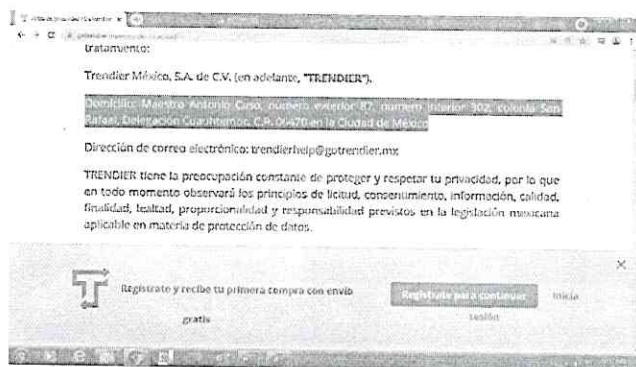 tratamiento:
Trendier México, S.A. de C.V. (en adelante, "TRENDIER").
Domicilio: Maestro Antonio Caso, número exterior 87, número interior 302, colonia San
Rafael, Delegación Cuauhtémoc, C.P. 06470 en la Ciudad de México
Dirección de correo electrónico: trendierhelp@gotrendier.mx
TRENDIER tiene la preocupación constante de proteger y respetar tu privacidad, por lo que
en todo momento observará los principios de licitud, consentimiento, información, calidad,
finalidad, lealtad, proporcionalidad y responsabilidad previstos en la legislación mexicana
aplicable en materia de protección de datos.
Regístrate y recibe tu primera compra con envío
gratis
Regístrate para continuar
Inicia
sesión